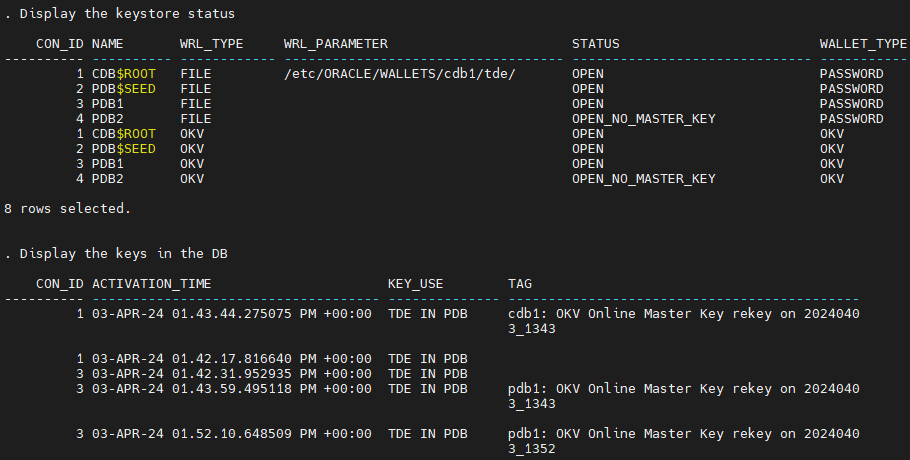 . Display the keystore status
CON_ID NAME WRL_TYPE WRL_PARAMETER STATUS WALLET_TYPE
---------- --------- --------- ----------------------------------- ------------------------------ -----------
1 CDB$ROOT FILE /etc/ORACLE/WALLETS/cdb1/tde/ OPEN PASSWORD
2 PDB$SEED FILE OPEN PASSWORD
3 PDB1 FILE OPEN PASSWORD
4 PDB2 FILE OPEN_NO_MASTER_KEY PASSWORD
1 CDB$ROOT OKV OPEN OKV
2 PDB$SEED OKV OPEN OKV
3 PDB1 OKV OPEN OKV
4 PDB2 OKV OPEN_NO_MASTER_KEY OKV
8 rows selected.
. Display the keys in the DB
CON_ID ACTIVATION_TIME KEY_USE TAG
---------- ------------------------------------ -------------- --------------------------------------------
1 03-APR-24 01.43.44.275075 PM +00:00 TDE IN PDB cdb1: OKV Online Master Key rekey on 2024040
3_1343
1 03-APR-24 01.42.17.816640 PM +00:00 TDE IN PDB
3 03-APR-24 01.42.31.952935 PM +00:00 TDE IN PDB
3 03-APR-24 01.43.59.495118 PM +00:00 TDE IN PDB pdb1: OKV Online Master Key rekey on 2024040
3_1343
3 03-APR-24 01.52.10.648509 PM +00:00 TDE IN PDB pdb1: OKV Online Master Key rekey on 2024040
3_1352